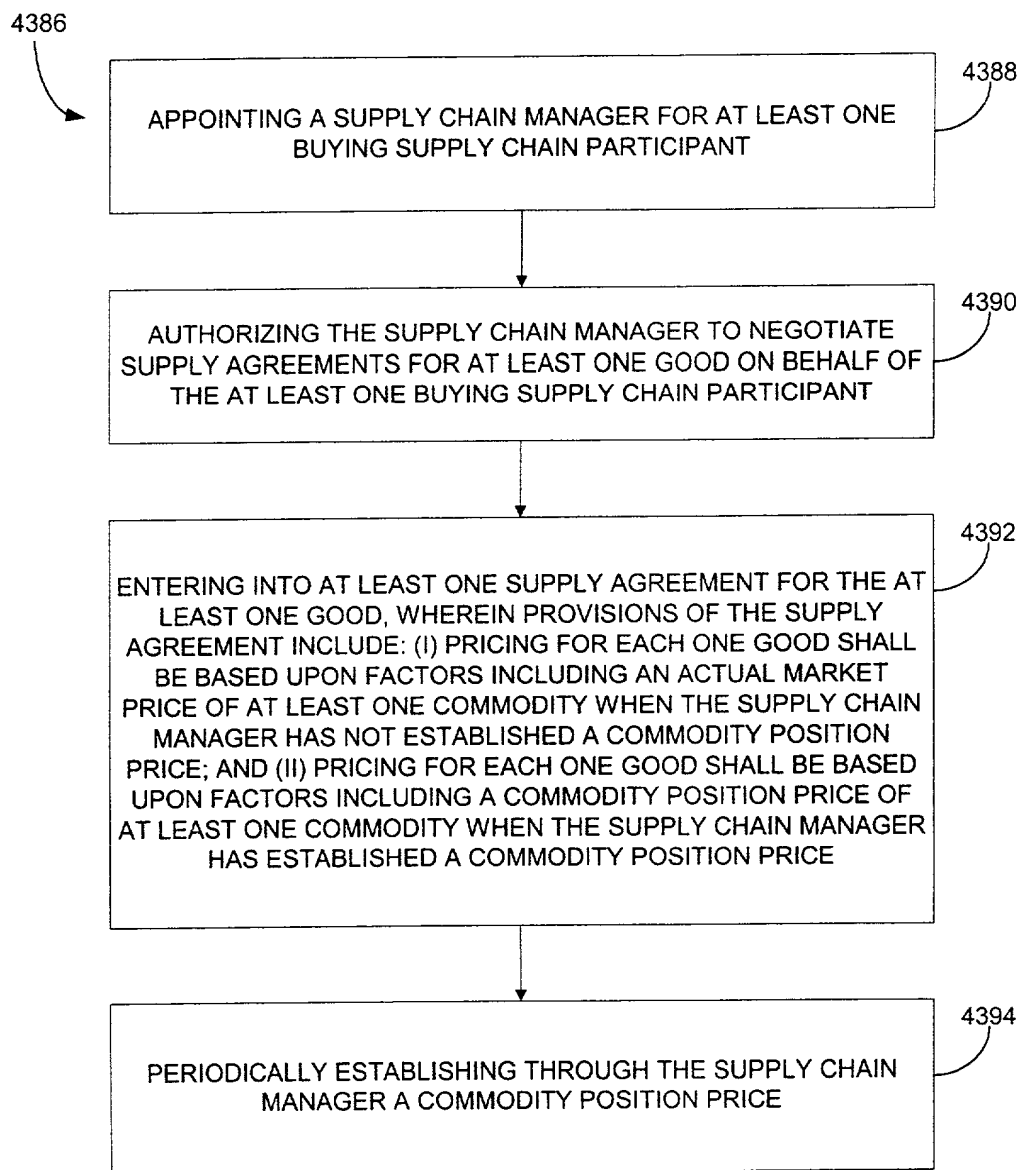 4386
4388
APPOINTING A SUPPLY CHAIN MANAGER FOR AT LEAST ONE
BUYING SUPPLY CHAIN PARTICIPANT
4390
AUTHORIZING THE SUPPLY CHAIN MANAGER TO NEGOTIATE
SUPPLY AGREEMENTS FOR AT LEAST ONE GOOD ON BEHALF OF
THE AT LEAST ONE BUYING SUPPLY CHAIN PARTICIPANT
4392
ENTERING INTO AT LEAST ONE SUPPLY AGREEMENT FOR THE AT
LEAST ONE GOOD, WHEREIN PROVISIONS OF THE SUPPLY
AGREEMENT INCLUDE: (I) PRICING FOR EACH ONE GOOD SHALL
BE BASED UPON FACTORS INCLUDING AN ACTUAL MARKET
PRICE OF AT LEAST ONE COMMODITY WHEN THE SUPPLY CHAIN
MANAGER HAS NOT ESTABLISHED A COMMODITY POSITION
PRICE; AND (II) PRICING FOR EACH ONE GOOD SHALL BE BASED
UPON FACTORS INCLUDING A COMMODITY POSITION PRICE OF
AT LEAST ONE COMMODITY WHEN THE SUPPLY CHAIN MANAGER
HAS ESTABLISHED A COMMODITY POSITION PRICE
4394
PERIODICALLY ESTABLISHING THROUGH THE SUPPLY CHAIN
MANAGER A COMMODITY POSITION PRICE